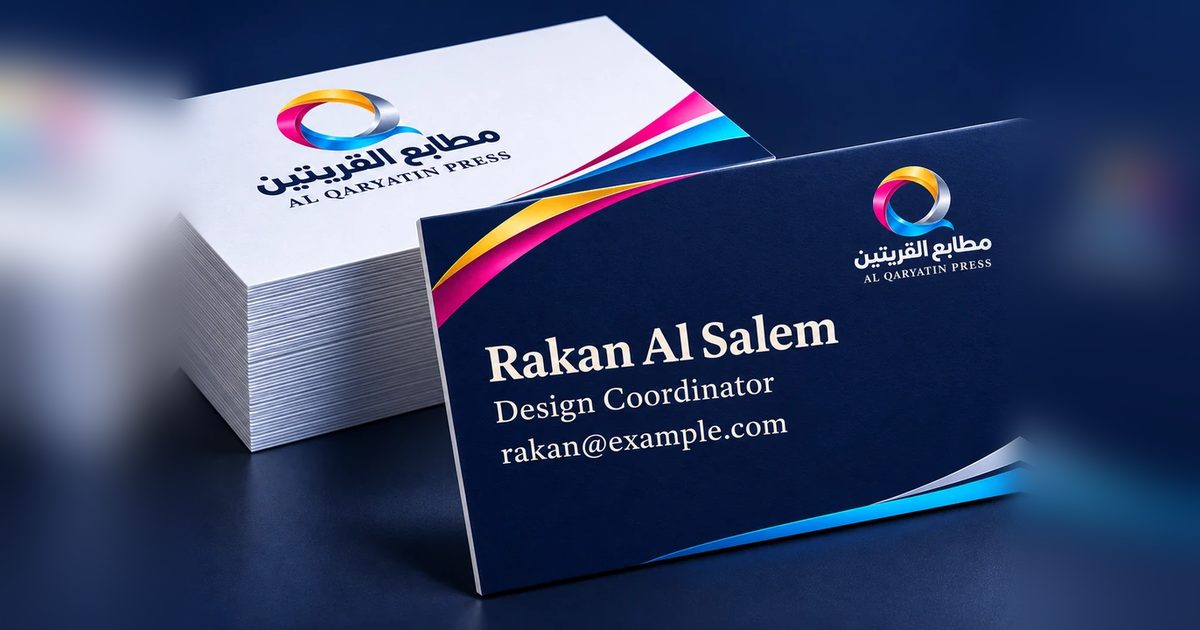 مطابع القريتين
AL QARYATIN PRESS
مطابع القريتين
AL QARYATIN PRESS
Rakan Al Salem
Design Coordinator
rakan@example.com